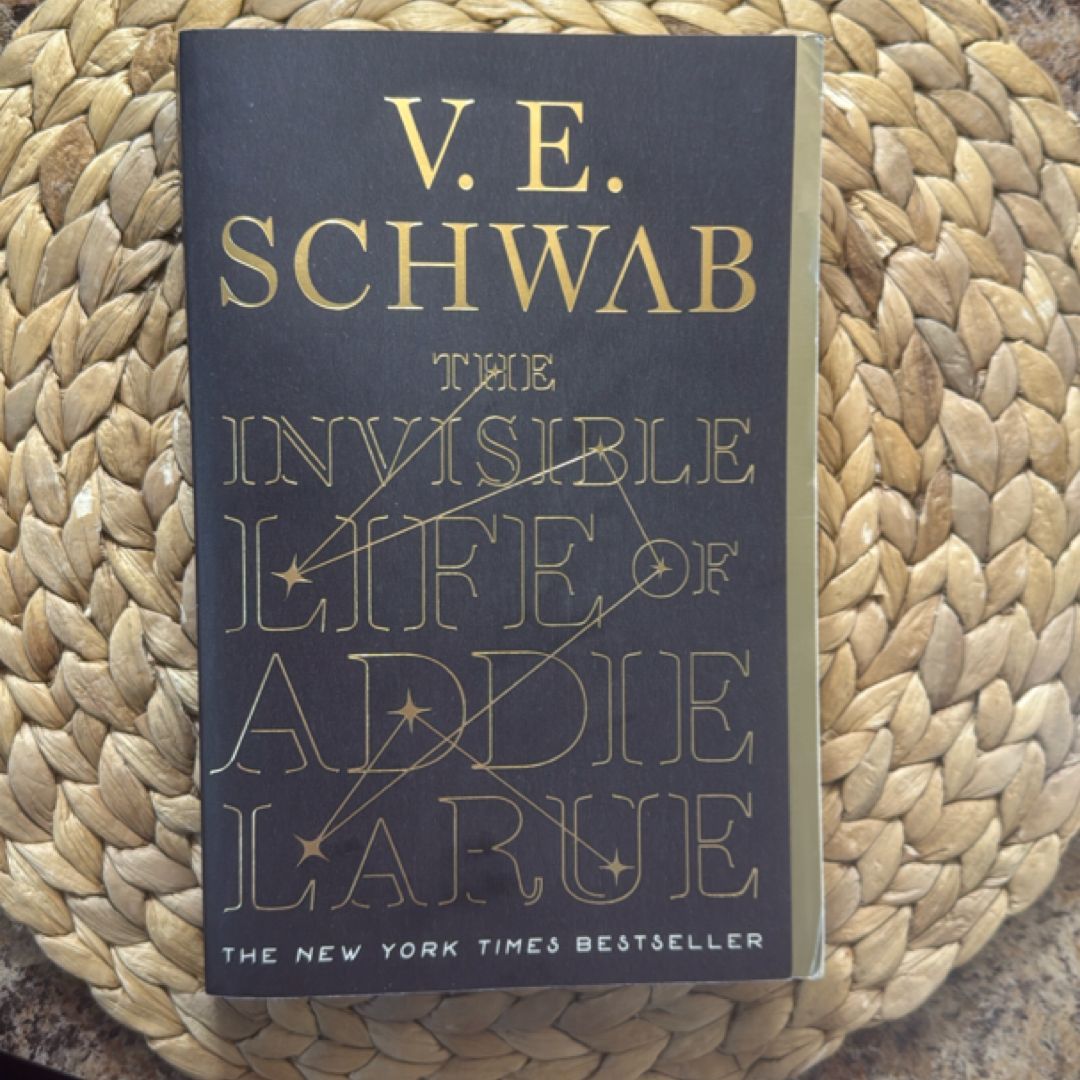 V. E.
SCHWAB
THE
INVISIBLE
LIFE OF
ADDIE
LARUE
THE NEW YORK TIMES BESTSELLER